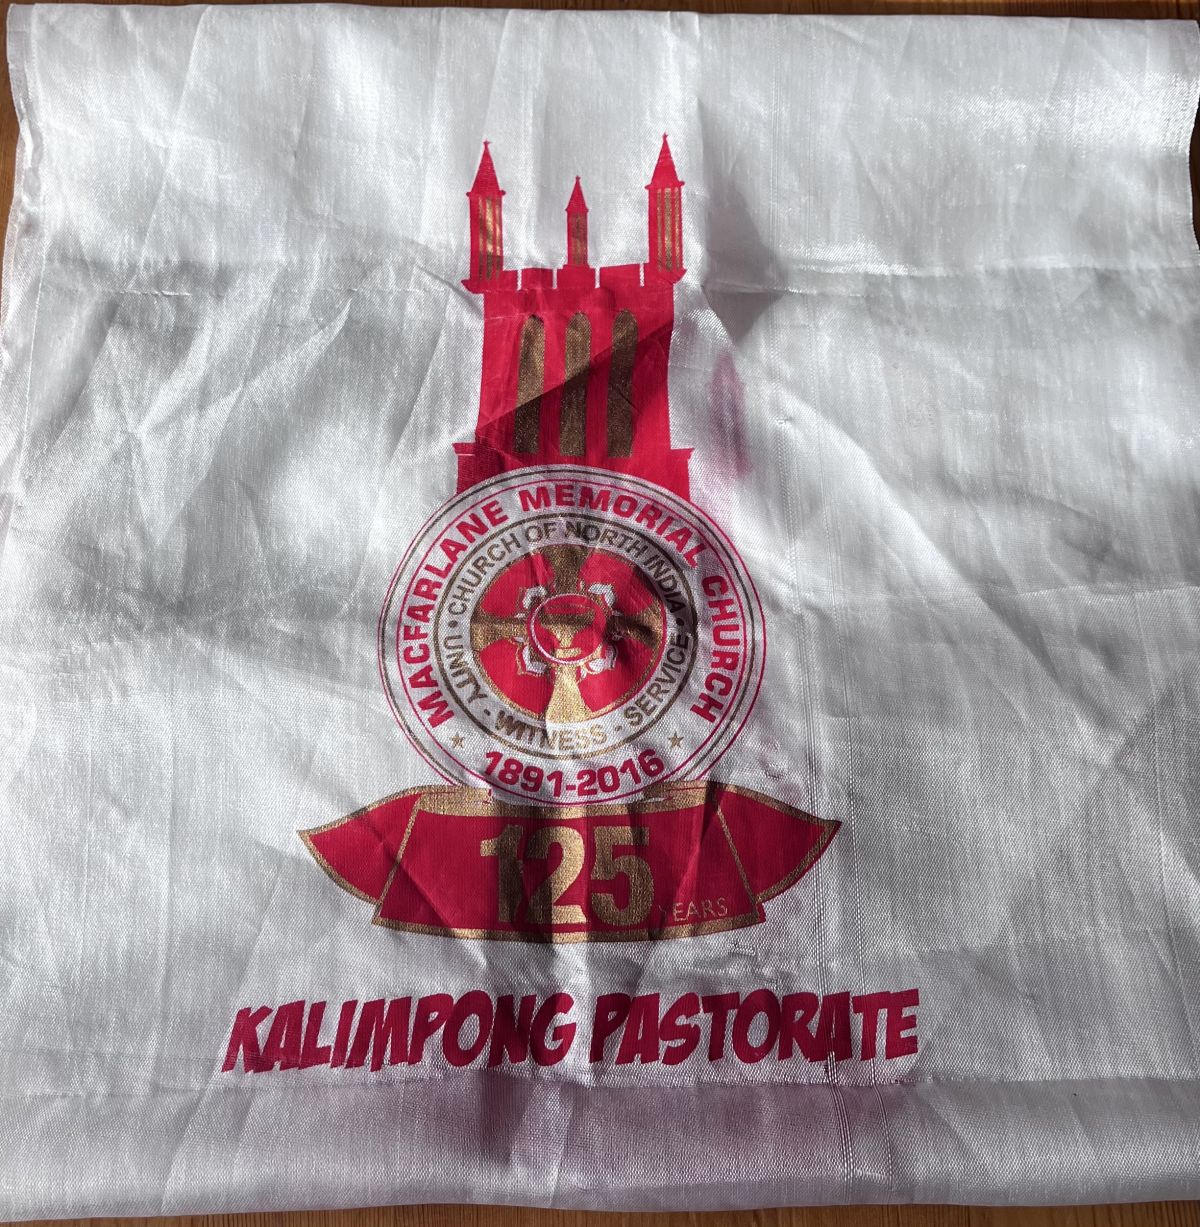 MACFARLANE MEMORIAL CHURCH
• CHURCH OF NORTH INDIA •
UNITY - WITNESS - SERVICE
1891-2016
125
YEARS
KALIMPONG PASTORATE